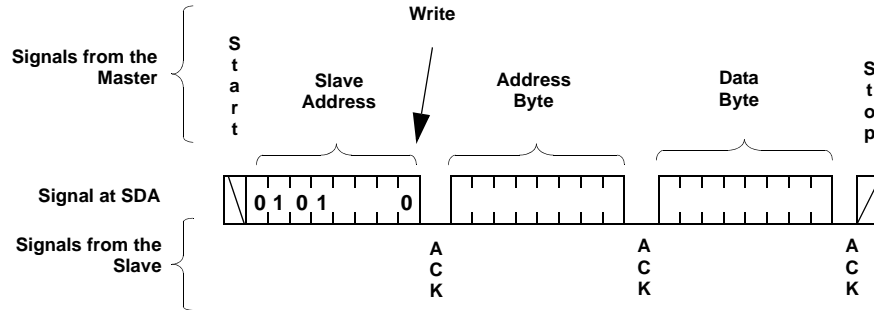 Write
Signals from the
Master
S
t
a
r
t
Slave
Address
Address
Byte
Data
Byte
S
t
o
p
Signal at SDA
0 1 0 1 0
Signals from the
Slave
A
C
K
A
C
K
A
C
K